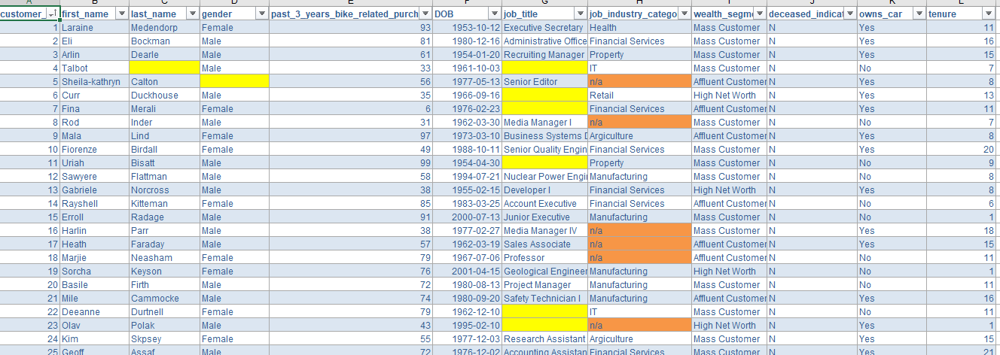 A B C D E F G H I J K L
customer_ first_name last_name gender past_3_years_bike_related_purch DOB job_title job_industry_catego wealth_segme deceased_indicat owns_car tenure
1 Laraine Medendorp Female 93 1953-10-12 Executive Secretary Health Mass Customer N Yes 11
2 Eli Bockman Male 81 1980-12-16 Administrative Office Financial Services Mass Customer N Yes 16
3 Arlin Dearle Male 61 1954-01-20 Recruiting Manager Property Mass Customer N Yes 15
4 Talbot Male 33 1961-10-03 IT Mass Customer N No 7
5 Sheila-kathryn Calton 56 1977-05-13 Senior Editor n/a Affluent Customer N Yes 8
6 Curr Duckhouse Male 35 1966-09-16 Retail High Net Worth N Yes 13
7 Fina Merali Female 6 1976-02-23 Financial Services Affluent Customer N Yes 11
8 Rod Inder Male 31 1962-03-30 Media Manager I n/a Mass Customer N No 7
9 Mala Lind Female 97 1973-03-10 Business Systems D Argiculture Affluent Customer N Yes 8
10 Fiorenze Birdall Female 49 1988-10-11 Senior Quality Engin Financial Services Mass Customer N Yes 20
11 Uriah Bisatt Male 99 1954-04-30 Property Mass Customer N No 9
12 Sawyere Flattman Male 58 1994-07-21 Nuclear Power Engi Manufacturing Mass Customer N No 8
13 Gabriele Norcross Male 38 1955-02-15 Developer I Financial Services High Net Worth N Yes 8
14 Rayshell Kitteman Female 85 1983-03-25 Account Executive Financial Services Affluent Customer N No 6
15 Erroll Radage Male 91 2000-07-13 Junior Executive Manufacturing Mass Customer N No 1
16 Harlin Parr Male 38 1977-02-27 Media Manager IV n/a Mass Customer N Yes 18
17 Heath Faraday Male 57 1962-03-19 Sales Associate n/a Affluent Customer N Yes 15
18 Marjie Neasham Female 79 1967-07-06 Professor n/a Affluent Customer N No 11
19 Sorcha Keyson Female 76 2001-04-15 Geological Engineer Manufacturing High Net Worth N No 1
20 Basile Firth Male 72 1980-08-13 Project Manager Manufacturing Mass Customer N No 11
21 Mile Cammocke Male 74 1980-09-20 Safety Technician I Manufacturing Affluent Customer N Yes 16
22 Deeanne Durtnell Female 79 1962-12-10 IT Mass Customer N No 11
23 Olav Polak Male 43 1995-02-10 n/a High Net Worth N Yes 1
24 Kim Skpsey Female 55 1977-12-03 Research Assistant Argiculture Mass Customer N Yes 15
25 Geoff Assaf Male 72 1976-12-02 Accounting Assistan Financial Services Mass Customer N Yes 21